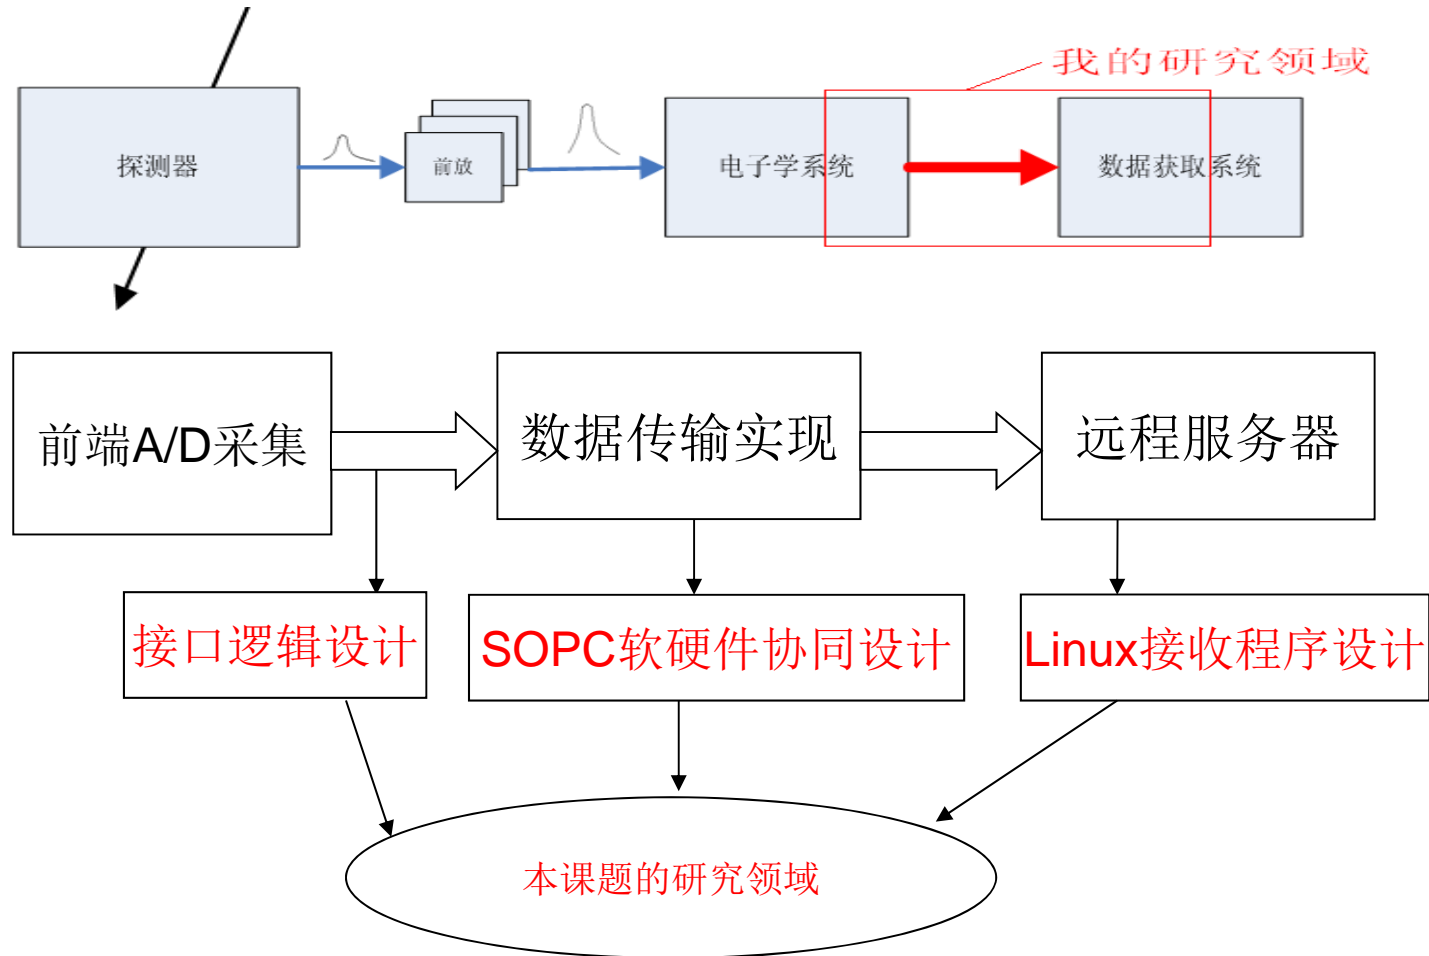 我的研究领域
探测器
前放
电子学系统
数据获取系统
前端A/D采集
数据传输实现
远程服务器
接口逻辑设计
SOPC软硬件协同设计
Linux接收程序设计
本课题的研究领域